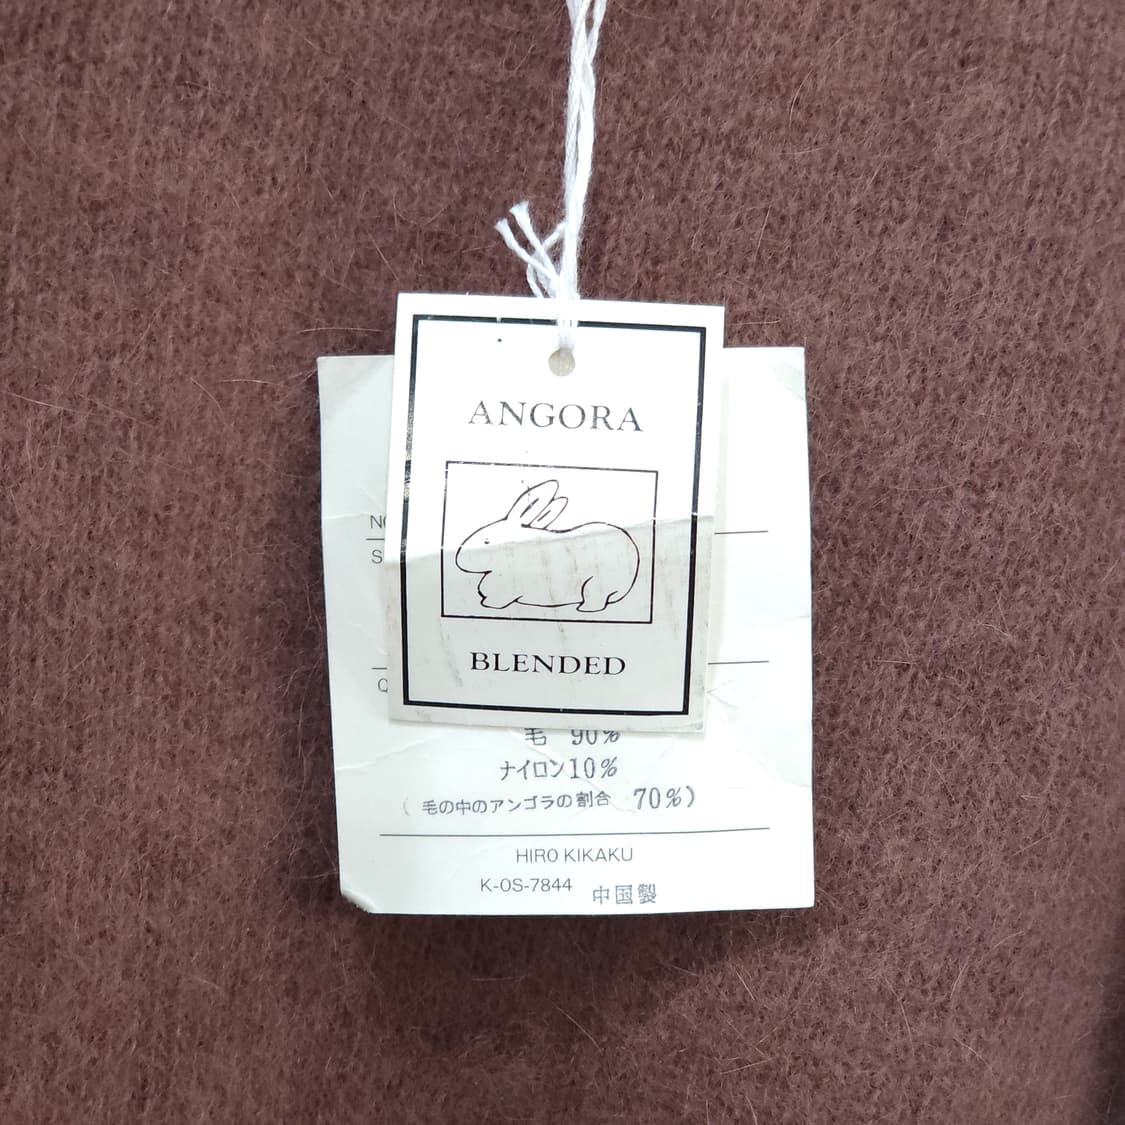 ANGORA
BLENDED
毛 90%
ナイロン10%
(毛の中のアンゴラの割合 70%)
HIRO KIKAKU
K-OS-7844 中国製